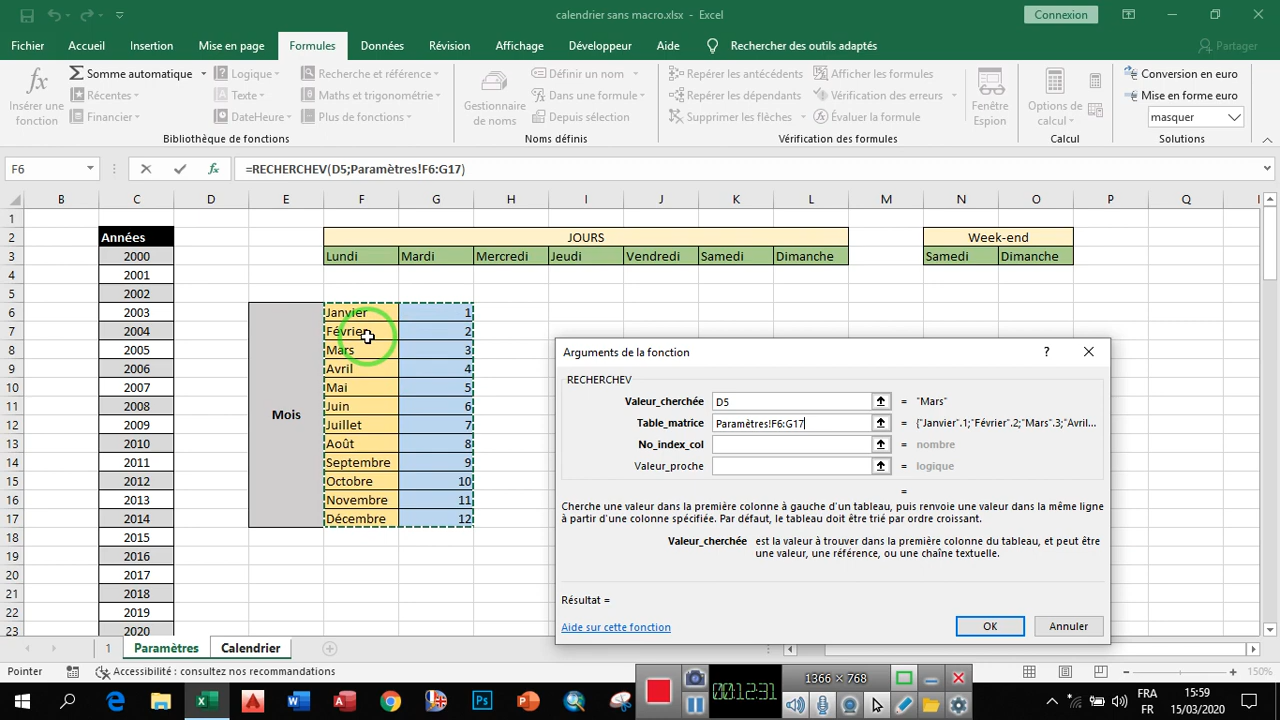 calendrier sans macro.xlsx - Excel
Connexion
Fichier Accueil Insertion Mise en page Formules Données Révision Affichage Développeur Aide Rechercher des outils adaptés Partager
Insérer une fonction
Somme automatique
Récentes
Financier
Logique
Texte
DateHeure
Recherche et référence
Maths et trigonométrie
Plus de fonctions
Bibliothèque de fonctions
Gestionnaire de noms
Définir un nom
Dans une formule
Depuis sélection
Noms définis
Repérer les antécédents
Repérer les dépendants
Supprimer les flèches
Afficher les formules
Vérification des erreurs
Évaluer la formule
Vérification des formules
Fenêtre Espion
Options de calcul
Calcul
Conversion en euro
Mise en forme euro
masquer
Solutions
F6
fx
=RECHERCHEV(D5;Paramètres!F6:G17)
B C D E F G H I J K L M N O P Q
1
2 Années JOURS Week-end
3 2000 Lundi Mardi Mercredi Jeudi Vendredi Samedi Dimanche Samedi Dimanche
4 2001
5 2002
6 2003 Janvier 1
7 2004 Février 2
8 2005 Mars 3
9 2006 Avril 4
10 2007 Mai 5
11 2008 Mois Juin 6
12 2009 Juillet 7
13 2010 Août 8
14 2011 Septembre 9
15 2012 Octobre 10
16 2013 Novembre 11
17 2014 Décembre 12
18 2015
19 2016
20 2017
21 2018
22 2019
23 2020
Arguments de la fonction ?
RECHERCHEV
Valeur_cherchée D5 = "Mars"
Table_matrice Paramètres!F6:G17 = {"Janvier".1;"Février".2;"Mars".3;"Avril...
No_index_col = nombre
Valeur_proche = logique
=
Cherche une valeur dans la première colonne à gauche d'un tableau, puis renvoie une valeur dans la même ligne
à partir d'une colonne spécifiée. Par défaut, le tableau doit être trié par ordre croissant.
Valeur_cherchée est la valeur à trouver dans la première colonne du tableau, et peut être
une valeur, une référence, ou une chaîne textuelle.
Résultat =
Aide sur cette fonction
OK Annuler
1 Paramètres Calendrier
Pointer Accessibilité : consultez nos recommandations
150%
00:12:31
1366 × 768
FRA
FR
15:59
15/03/2020